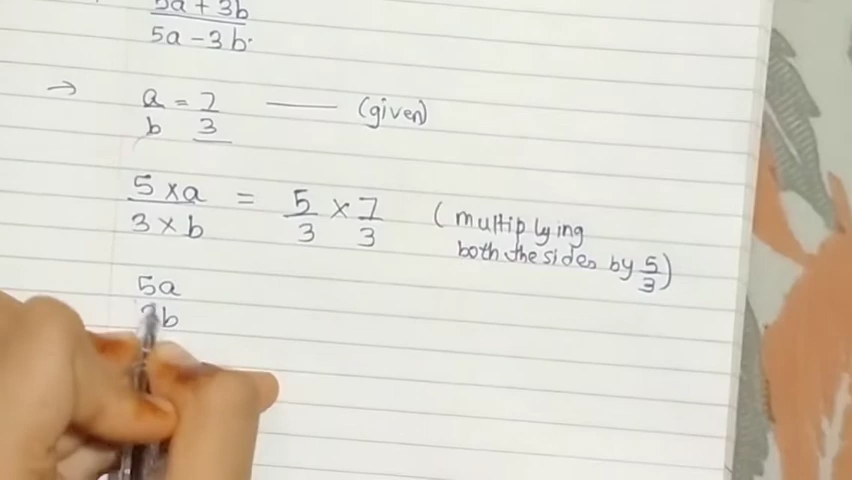 5a + 3b
5a - 3b.
→ a/b = 7/3 —— (given)
5 × a / 3 × b = 5/3 × 7/3 (multiplying
both the sides by 5/3)
5a
3b